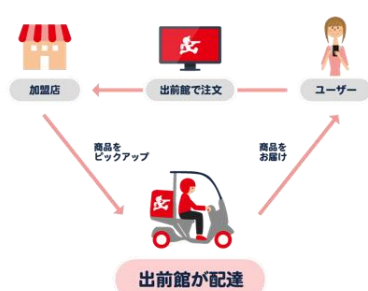 加盟店
出前館で注文
ユーザー
商品を
ピックアップ
商品を
お届け
出前館が配達